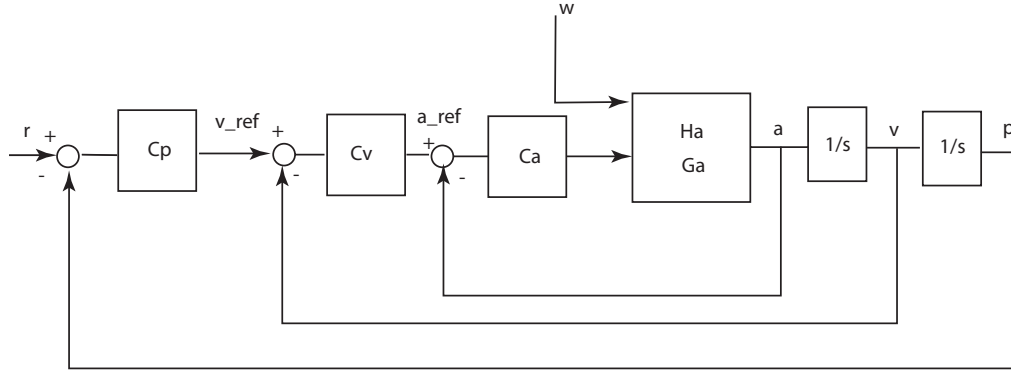 w
r
+
-
Cp
v_ref
+
-
Cv
a_ref
+
-
Ca
Ha
Ga
a
1/s
v
1/s
p